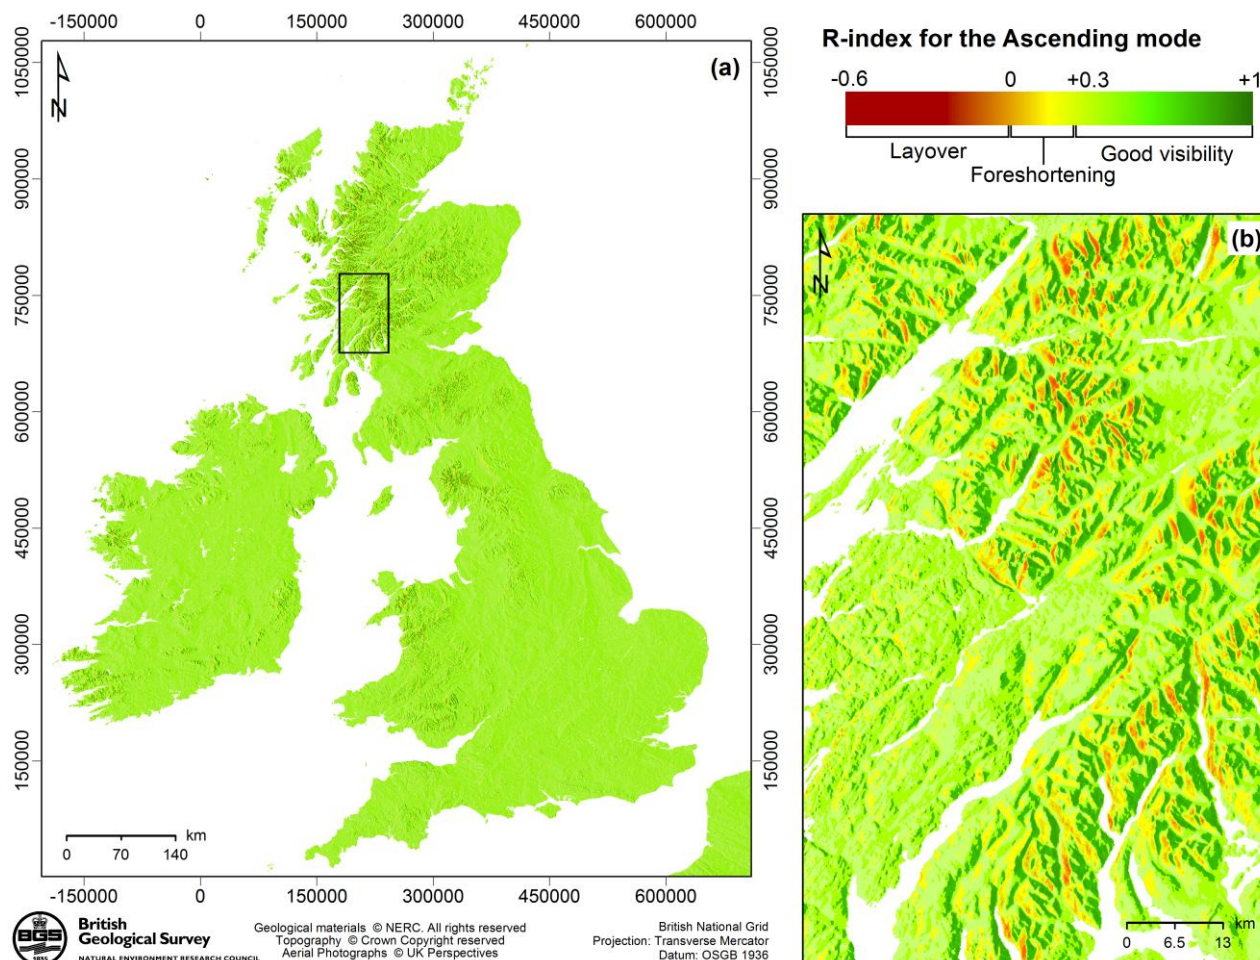 -150000 0 150000 300000 450000 600000
(a)
N
1050000
900000
750000
600000
450000
300000
150000
1050000
900000
750000
600000
450000
300000
150000
km
0 70 140
-150000 0 150000 300000 450000 600000
R-index for the Ascending mode
-0.6 0 +0.3 +1
Layover
Foreshortening
Good visibility
(b)
N
km
0 6.5 13
BGS
1835
British
Geological Survey
NATURAL ENVIRONMENT RESEARCH COUNCIL
Geological materials © NERC. All rights reserved
Topography © Crown Copyright reserved
Aerial Photographs © UK Perspectives
British National Grid
Projection: Transverse Mercator
Datum: OSGB 1936